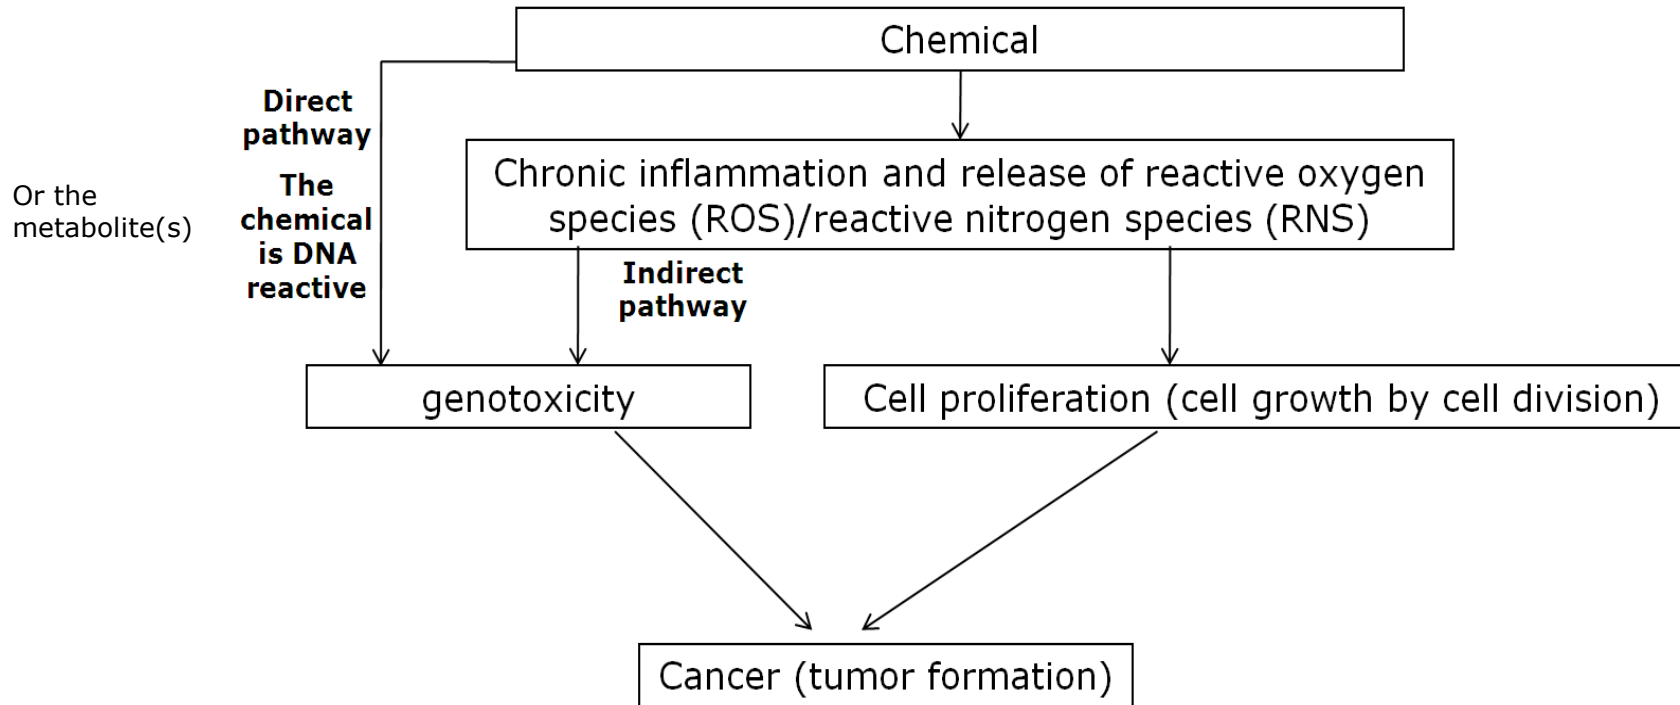 Chemical
Direct
pathway
The
chemical
is DNA
reactive
Or the
metabolite(s)
Chronic inflammation and release of reactive oxygen
species (ROS)/reactive nitrogen species (RNS)
Indirect
pathway
genotoxicity
Cell proliferation (cell growth by cell division)
Cancer (tumor formation)